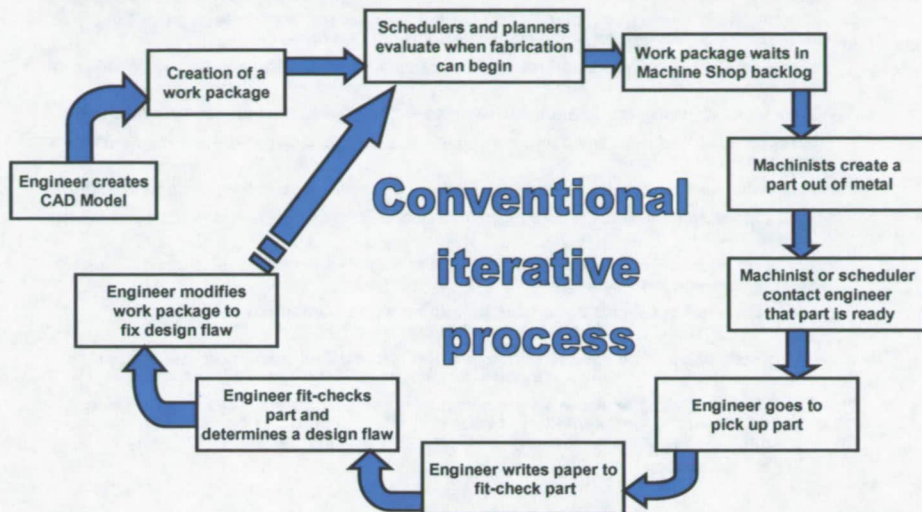 Schedulers and planners
evaluate when fabrication
can begin
Creation of a
work package
Work package waits in
Machine Shop backlog
Engineer creates
CAD Model
Machinists create a
part out of metal
Conventional
iterative
process
Machinist or scheduler
contact engineer
that part is ready
Engineer modifies
work package to
fix design flaw
Engineer fit-checks
part and
determines a design flaw
Engineer goes to
pick up part
Engineer writes paper to
fit-check part